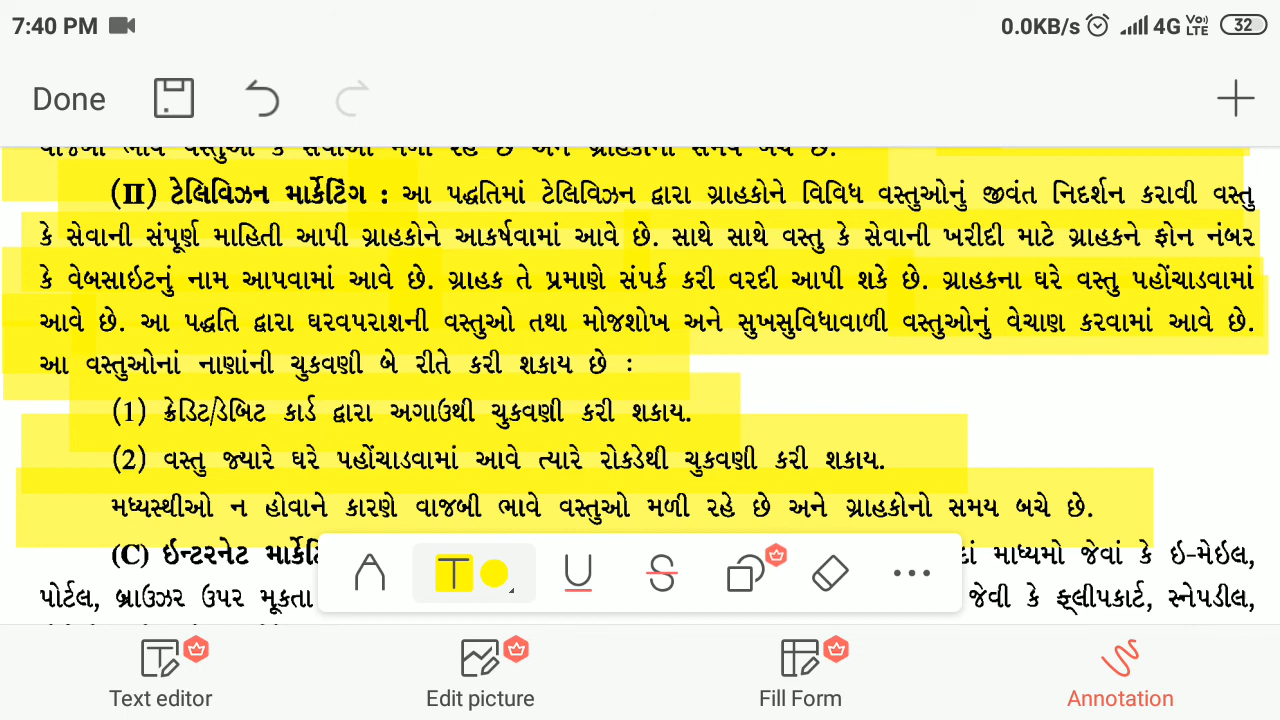 7:40 PM 0.0KB/s 4G Vo) LTE 32
Done
(II) ટેલિવિઝન માર્કેટિંગ : આ પદ્ધતિમાં ટેલિવિઝન દ્વારા ગ્રાહકોને વિવિધ વસ્તુઓનું જીવંત નિદર્શન કરાવી વસ્તુ
કે સેવાની સંપૂર્ણ માહિતી આપી ગ્રાહકોને આકર્ષવામાં આવે છે. સાથે સાથે વસ્તુ કે સેવાની ખરીદી માટે ગ્રાહકને ફોન નંબર
કે વેબસાઇટનું નામ આપવામાં આવે છે. ગ્રાહક તે પ્રમાણે સંપર્ક કરી વરદી આપી શકે છે. ગ્રાહકના ઘરે વસ્તુ પહોંચાડવામાં
આવે છે. આ પદ્ધતિ દ્વારા ઘરવપરાશની વસ્તુઓ તથા મોજશોખ અને સુખસુવિધાવાળી વસ્તુઓનું વેચાણ કરવામાં આવે છે.
આ વસ્તુઓનાં નાણાંની ચુકવણી બે રીતે કરી શકાય છે :
(1) ક્રેડિટ/ડેબિટ કાર્ડ દ્વારા અગાઉથી ચુકવણી કરી શકાય.
(2) વસ્તુ જ્યારે ઘરે પહોંચાડવામાં આવે ત્યારે રોકડેથી ચુકવણી કરી શકાય.
મધ્યસ્થીઓ ન હોવાને કારણે વાજબી ભાવે વસ્તુઓ મળી રહે છે અને ગ્રાહકોનો સમય બચે છે.
(C) ઇન્ટરનેટ માધ્યમો જેવાં કે ઇ-મેઇલ,
પોર્ટલ, બ્રાઉઝર ઉપર મૂકતા જેવી કે ફ્લીપકાર્ટ, સ્નેપડીલ,
Text editor Edit picture Fill Form Annotation